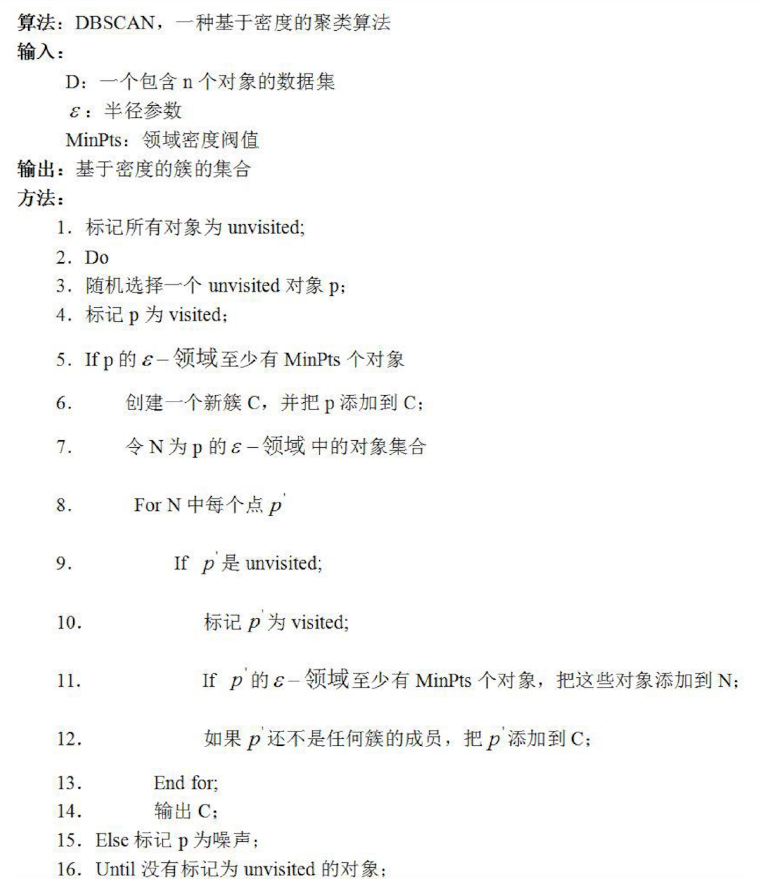 算法：DBSCAN，一种基于密度的聚类算法
输入：
D：一个包含 n 个对象的数据集
ε：半径参数
MinPts：领域密度阀值
输出：基于密度的簇的集合
方法：
1．标记所有对象为 unvisited;
2．Do
3．随机选择一个 unvisited 对象 p；
4．标记 p 为 visited；
5．If p 的 ε－领域至少有 MinPts 个对象
6． 创建一个新簇 C，并把 p 添加到 C；
7． 令 N 为 p 的 ε－领域 中的对象集合
8． For N 中每个点 p'
9． If p' 是 unvisited;
10． 标记 p' 为 visited;
11． If p' 的 ε－领域至少有 MinPts 个对象，把这些对象添加到 N；
12． 如果 p' 还不是任何簇的成员，把 p' 添加到 C；
13． End for;
14． 输出 C；
15．Else 标记 p 为噪声；
16．Until 没有标记为 unvisited 的对象；